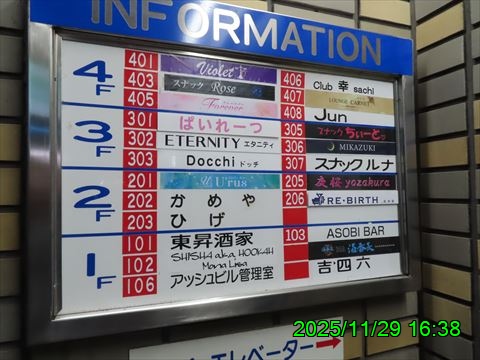 INFORMATION
4F
401 Violet
403 スナック Rose
405 Forever
406 Club 幸 sachi
407 LOUNGE CARNET
408 Jun
3F
301 ぱいれーつ
302 ETERNITY エタニティ
303 Docchi ドッチ
305 スナック ちぃーとッ
306 MIKAZUKI
307 スナック ルナ
2F
201 Urus
202 かめや
203 ひげ
205 夜桜 yozakura
206 RE·BIRTH
1F
101 東昇酒家
102 SHISHA a.k.a. HOOKAH
Mona Lisa
106 アッシュビル管理室
103 ASOBI BAR
吉・四六
エレベーター→
2025/11/29 16:38